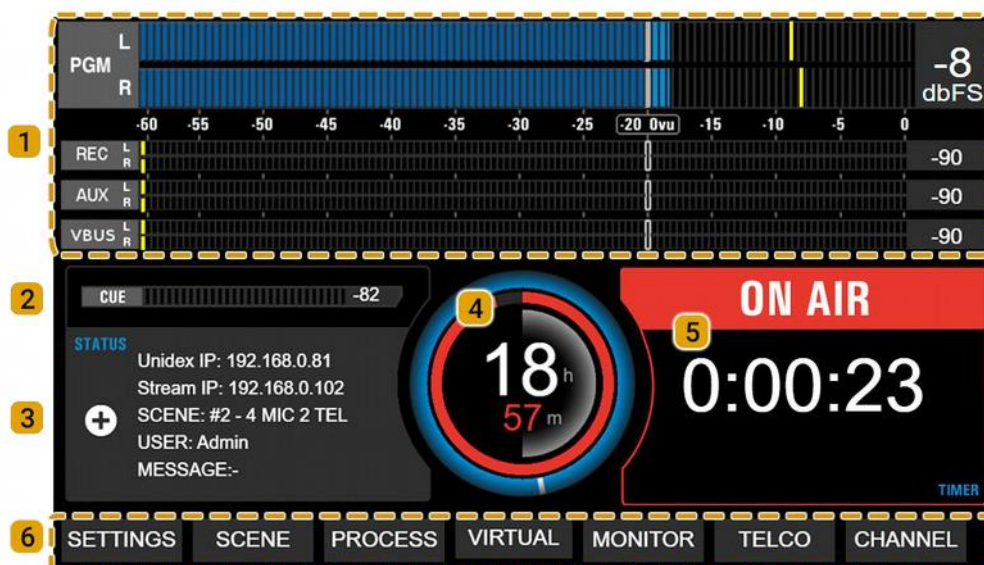 1
PGM L R
-8
dbFS
-60 -55 -50 -45 -40 -35 -30 -25 -20 0vu -15 -10 -5 0
REC L R -90
AUX L R -90
VBUS L R -90
2
CUE -82
ON AIR
3
STATUS
Unidex IP: 192.168.0.81
Stream IP: 192.168.0.102
SCENE: #2 - 4 MIC 2 TEL
USER: Admin
MESSAGE:-
4
18 h
57 m
5
0:00:23
TIMER
6
SETTINGS SCENE PROCESS VIRTUAL MONITOR TELCO CHANNEL